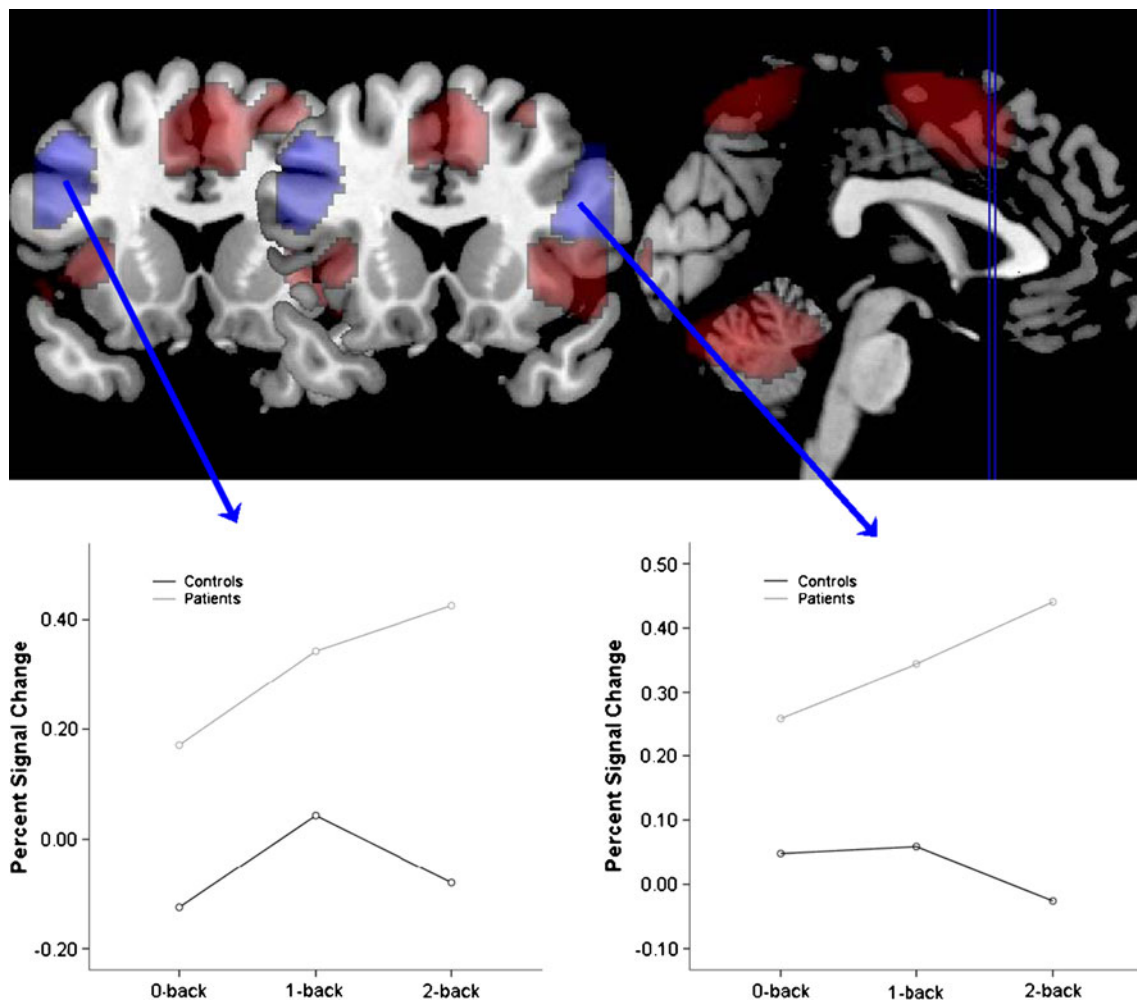 Controls
Patients
0.40
0.20
0.00
-0.20
Percent Signal Change
0-back 1-back 2-back
Controls
Patients
0.50
0.40
0.30
0.20
0.10
0.00
-0.10
Percent Signal Change
0-back 1-back 2-back